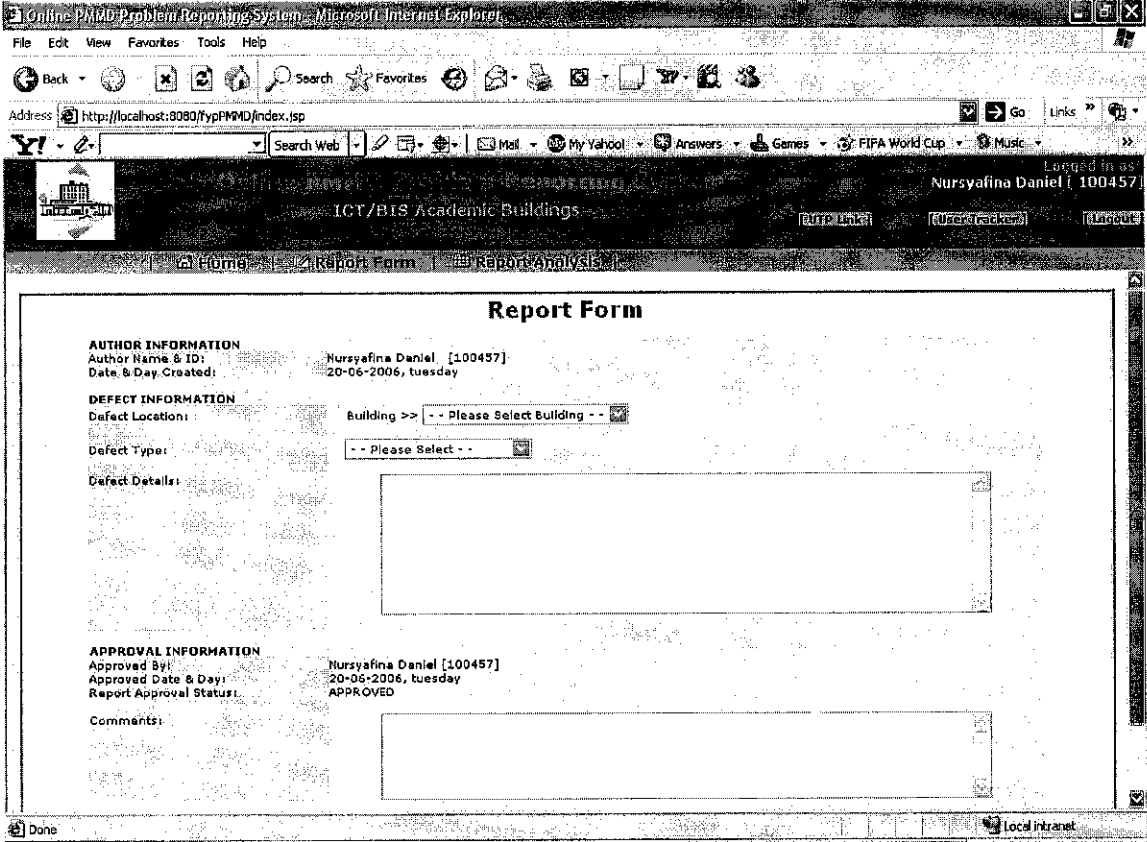 Online PMMD Problem Reporting System - Microsoft Internet Explorer
File Edit View Favorites Tools Help
Back Search Favorites
Address http://localhost:8080/fypPMMD/index.jsp Go Links »
Y! Search Web Mail My Yahoo! Answers Games FIFA World Cup Music »
Logged in as:
Nursyafina Daniel [ 100457]
ICT/BIS Academic Buildings
[UTP Link] [User Tracker] [Logout]
Home | Report Form | Report Analysis |
Report Form
AUTHOR INFORMATION
Author Name & ID: Nursyafina Daniel [100457]
Date & Day Created: 20-06-2006, tuesday
DEFECT INFORMATION
Defect Location: Building >> - - Please Select Building - -
Defect Type: - - Please Select - -
Defect Details:
APPROVAL INFORMATION
Approved By: Nursyafina Daniel [100457]
Approved Date & Day: 20-06-2006, tuesday
Report Approval Status: APPROVED
Comments:
Done Local intranet